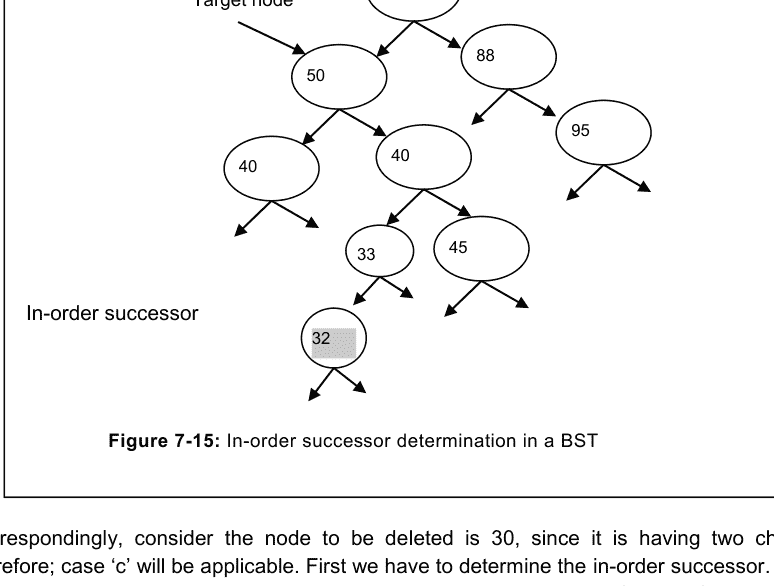 Target node
50
88
95
40
40
33
45
In-order successor
32
Figure 7-15: In-order successor determination in a BST
respondingly, consider the node to be deleted is 30, since it is having two ch
refore; case ‘c’ will be applicable. First we have to determine the in-order successor.